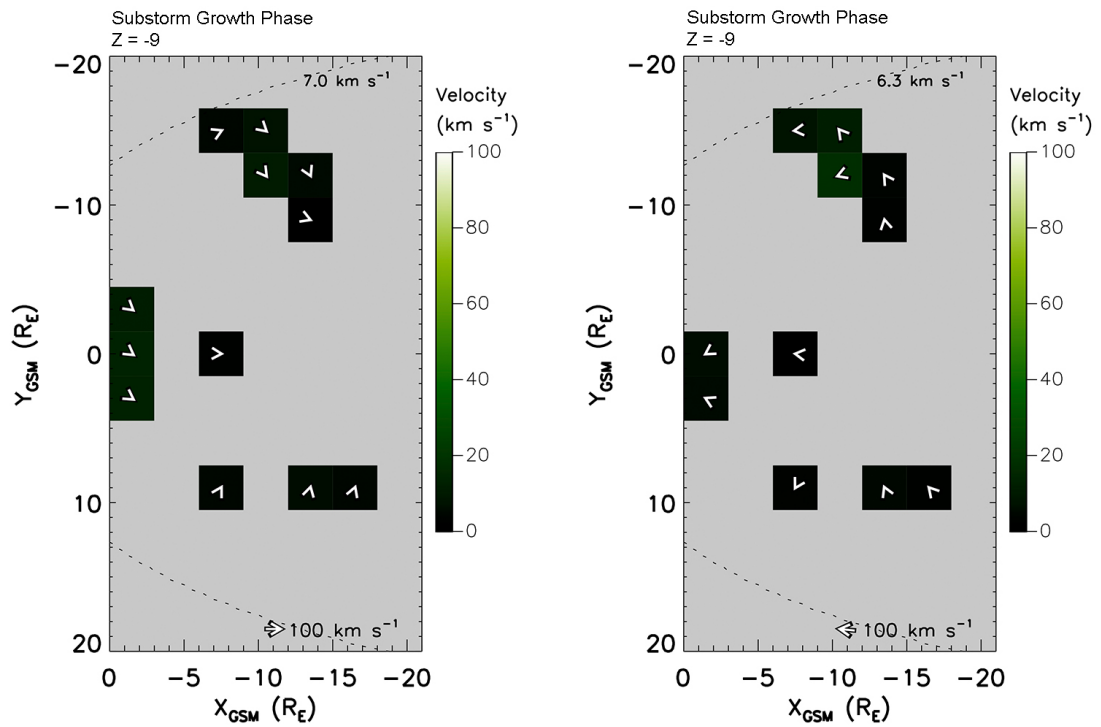 Substorm Growth Phase
Z = -9
−20
−10
0
10
20
0 −5 −10 −15 −20
X_GSM (R_E)
Y_GSM (R_E)
7.0 km s⁻¹
100 km s⁻¹
Velocity
(km s⁻¹)
100
80
60
40
20
0
Substorm Growth Phase
Z = -9
−20
−10
0
10
20
0 −5 −10 −15 −20
X_GSM (R_E)
Y_GSM (R_E)
6.3 km s⁻¹
100 km s⁻¹
Velocity
(km s⁻¹)
100
80
60
40
20
0